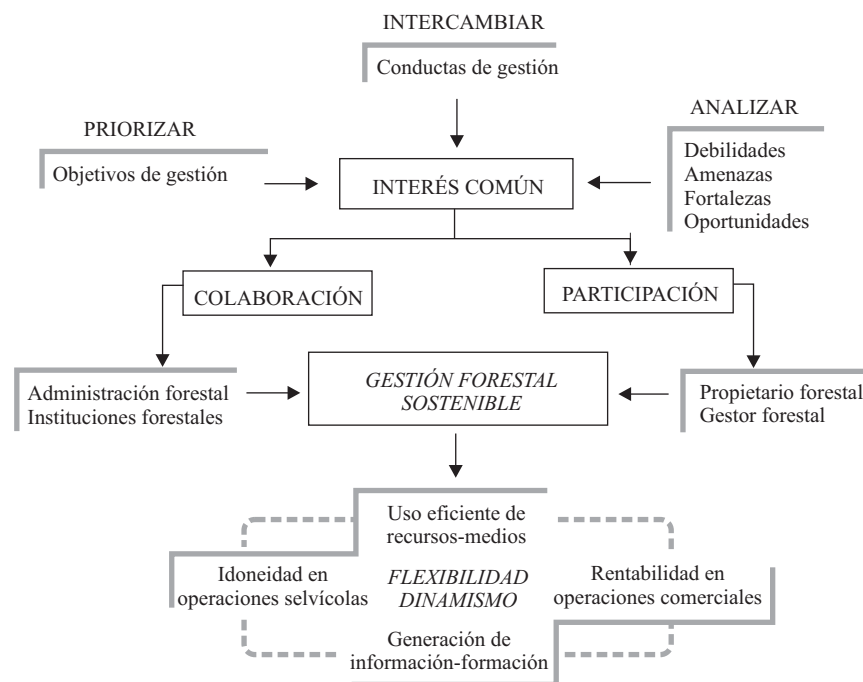 INTERCAMBIAR
Conductas de gestión
PRIORIZAR
Objetivos de gestión
ANALIZAR
Debilidades
Amenazas
Fortalezas
Oportunidades
INTERÉS COMÚN
COLABORACIÓN
PARTICIPACIÓN
Administración forestal
Instituciones forestales
GESTIÓN FORESTAL
SOSTENIBLE
Propietario forestal
Gestor forestal
Uso eficiente de
recursos-medios
Idoneidad en
operaciones selvícolas
FLEXIBILIDAD
DINAMISMO
Rentabilidad en
operaciones comerciales
Generación de
información-formación